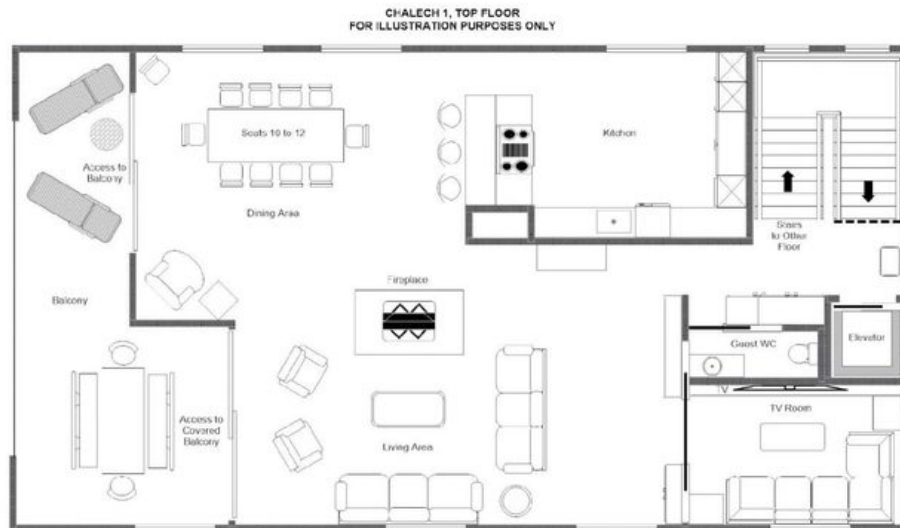 CHALECH 1, TOP FLOOR
FOR ILLUSTRATION PURPOSES ONLY
Seats 10 to 12
Kitchen
Access to
Balcony
Dining Area
Stairs
to Other
Floor
Fireplace
Balcony
Guest WC
Elevator
TV
TV Room
Access to
Covered
Balcony
Living Area